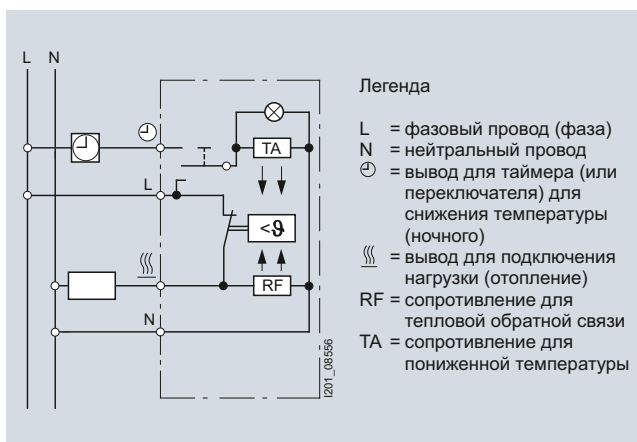 L N
L
N
TA
<ϑ
RF
I201_08556
Легенда
L = фазовый провод (фаза)
N = нейтральный провод
= вывод для таймера (или
переключателя) для
снижения температуры
(ночного)
= вывод для подключения
нагрузки (отопление)
RF = сопротивление для
тепловой обратной связи
TA = сопротивление для
пониженной температуры